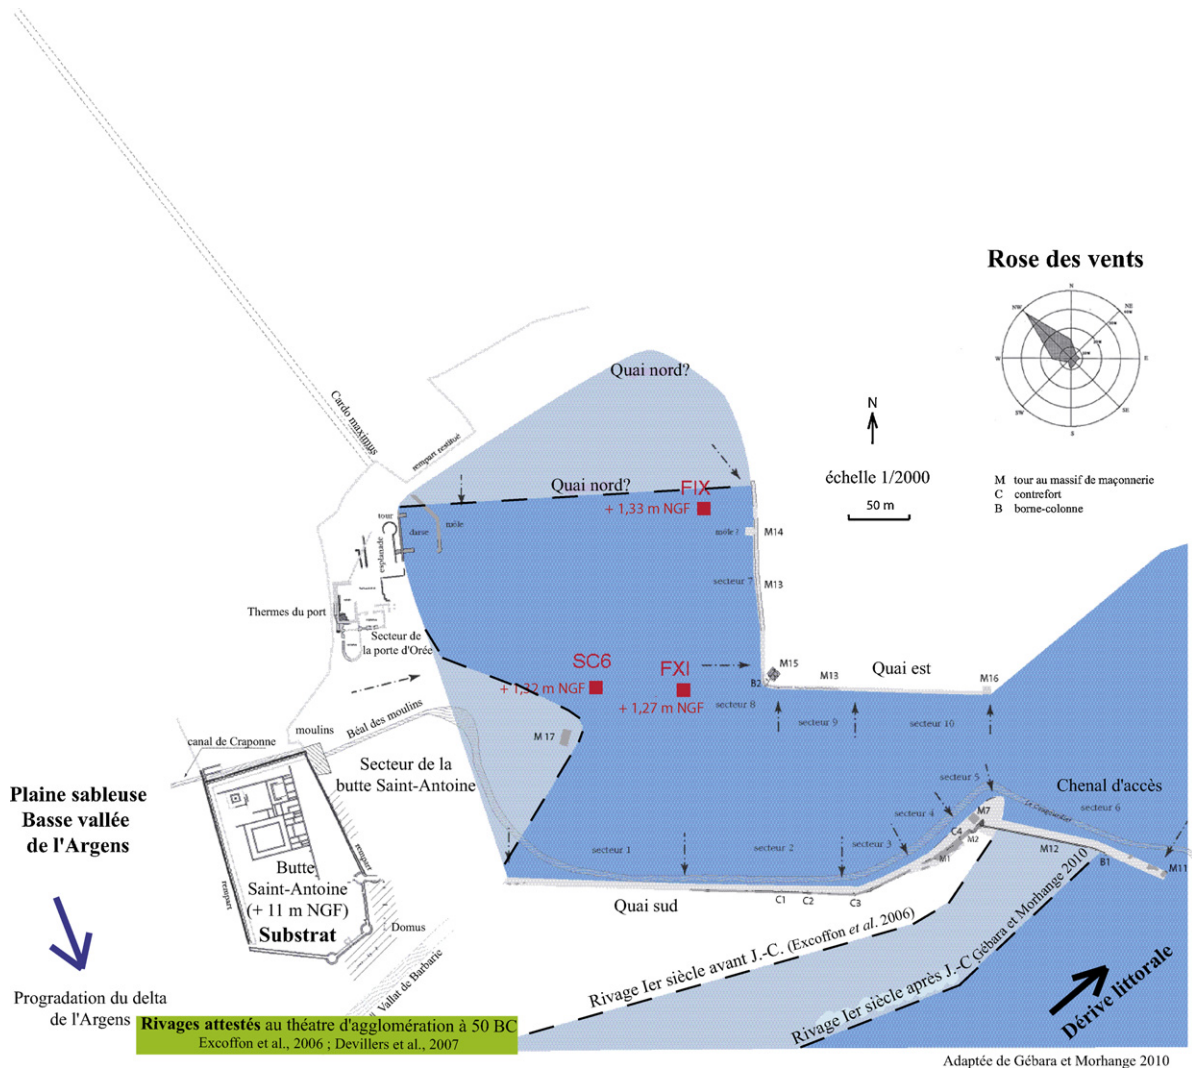 Rose des vents
N
NW
NE
W
E
SW
SE
S
Quai nord?
Cardo maximus
rempart restitué
N
échelle 1/2000
50 m
M tour au massif de maçonnerie
C contrefort
B borne-colonne
Quai nord?
FIX
+ 1,33 m NGF
tour
darse
môle
esplanade
môle ?
M14
secteur 7
M13
Thermes du port
Secteur de
la porte d'Orée
SC6
+ 1,32 m NGF
FXI
+ 1,27 m NGF
M15
B2
M13
Quai est
M16
secteur 8
secteur 9
secteur 10
canal de Craponne
moulins
Béal des moulins
M 17
Secteur de la
butte Saint-Antoine
Plaine sableuse
Basse vallée
de l'Argens
rempart
rempart
Butte
Saint-Antoine
(+ 11 m NGF)
Substrat
Domus
Vallat de Barbarie
secteur 1
secteur 2
secteur 3
secteur 4
secteur 5
secteur 6
Chenal d'accès
M7
C4
M2
M1
M12
B1
M11
Quai sud
C1
C2
C3
Rivage Ier siècle avant J.-C. (Excoffon et al. 2006)
Rivage Ier siècle après J.-C Gébara et Morhange 2010
Dérive littorale
Progradation du delta
de l'Argens
Rivages attestés au théatre d'agglomération à 50 BC
Excoffon et al., 2006 ; Devillers et al., 2007
Adaptée de Gébara et Morhange 2010